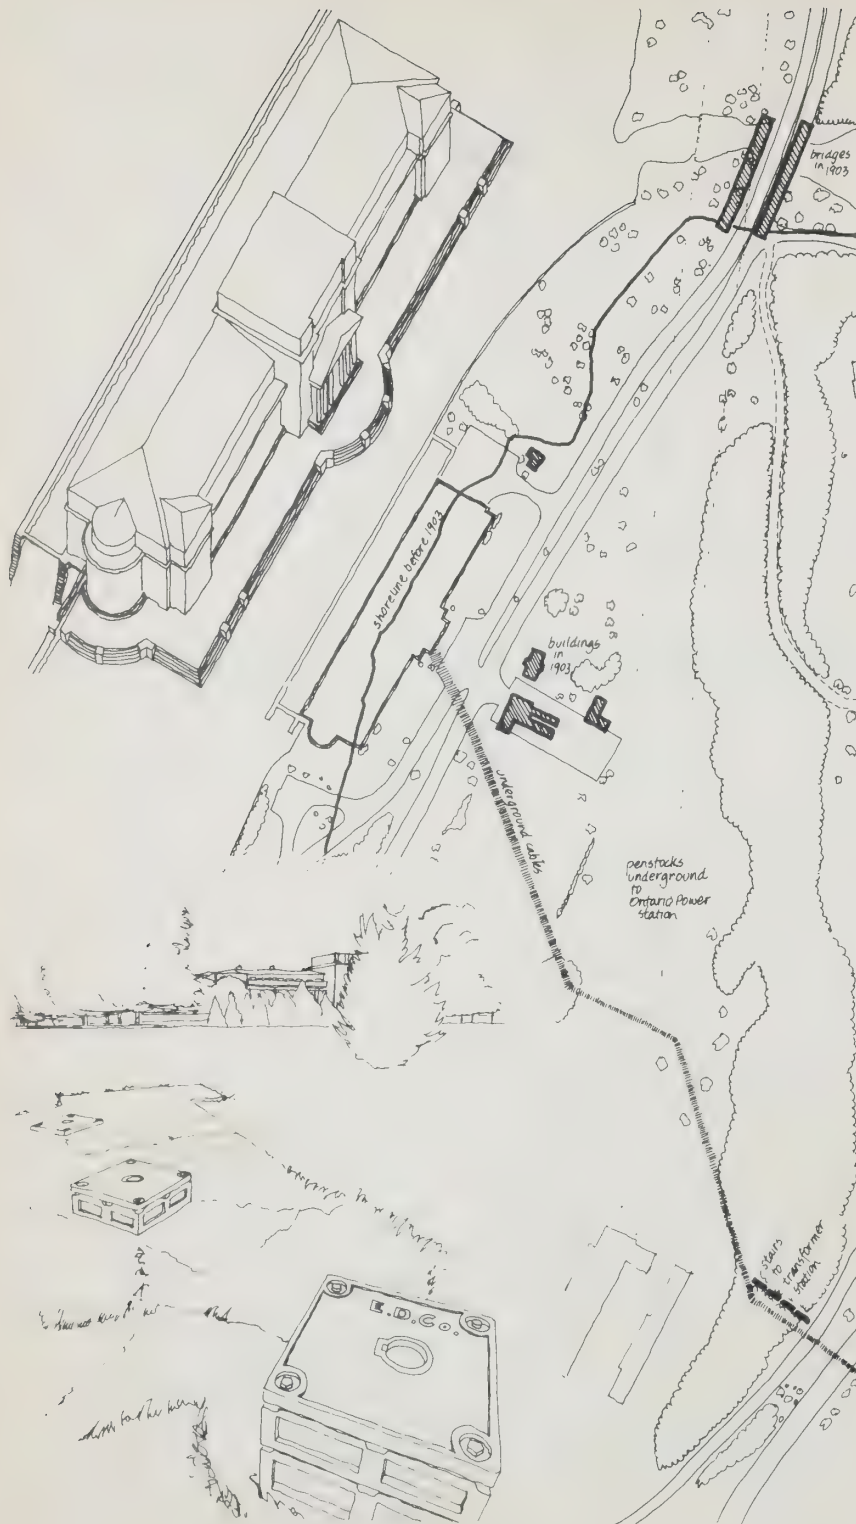 bridges
in
1903
shoreline before 1903
buildings
in
1903
underground cables
penstocks
underground
to
Ontario Power
station
stairs
to
transformer
station
E.D.Co.